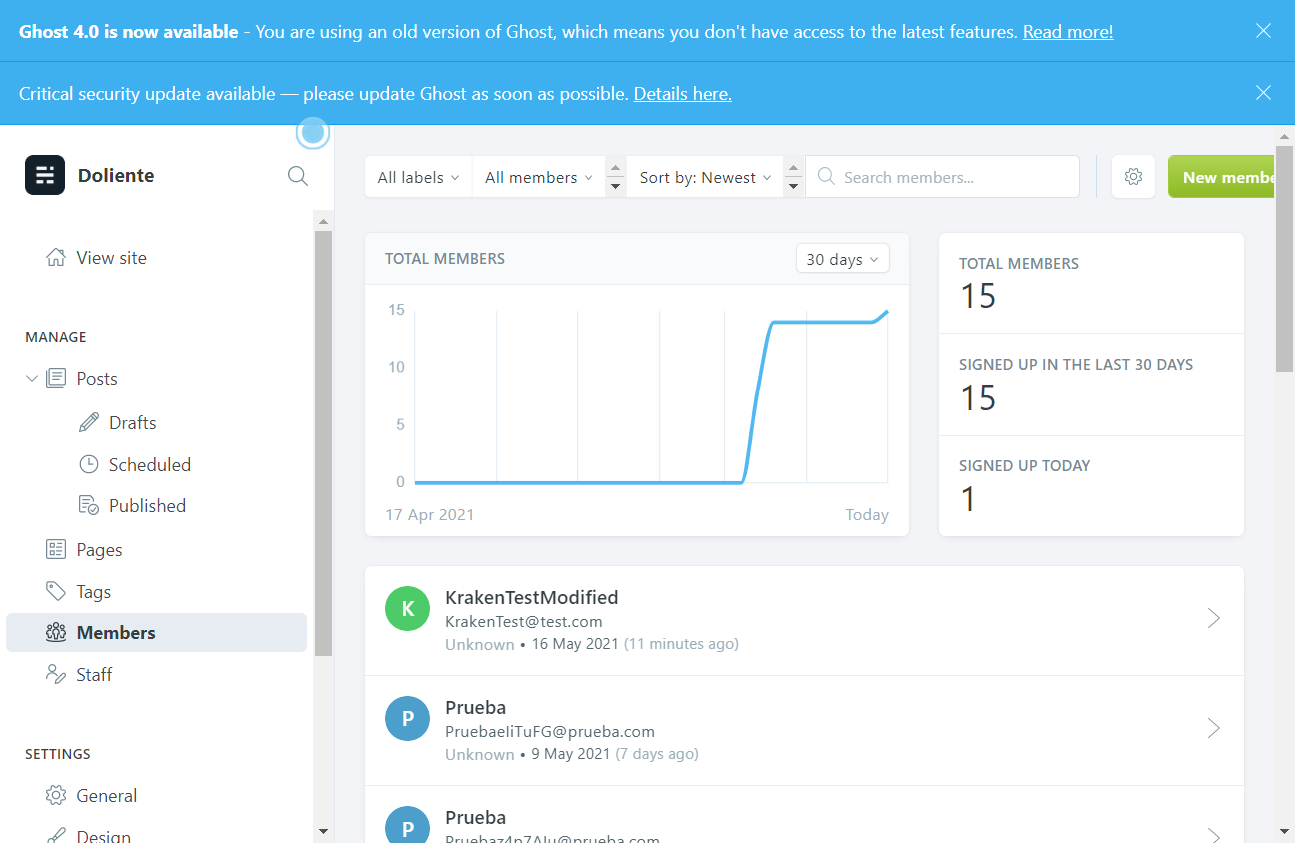 Ghost 4.0 is now available - You are using an old version of Ghost, which means you don't have access to the latest features. Read more!
Critical security update available — please update Ghost as soon as possible. Details here.
Doliente
View site
MANAGE
Posts
Drafts
Scheduled
Published
Pages
Tags
Members
Staff
SETTINGS
General
Design
All labels
All members
Sort by: Newest
Search members...
New membe
TOTAL MEMBERS
30 days
15
10
5
0
17 Apr 2021
Today
TOTAL MEMBERS
15
SIGNED UP IN THE LAST 30 DAYS
15
SIGNED UP TODAY
1
K
KrakenTestModified
KrakenTest@test.com
Unknown • 16 May 2021 (11 minutes ago)
P
Prueba
PruebaeIiTuFG@prueba.com
Unknown • 9 May 2021 (7 days ago)
P
Prueba